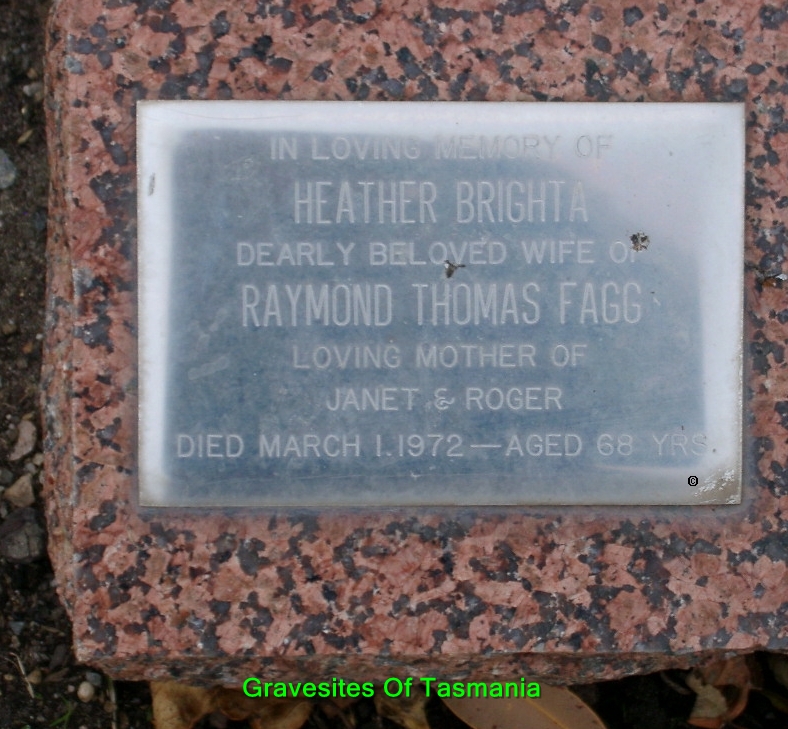 IN LOVING MEMORY OF
HEATHER BRIGHTA
DEARLY BELOVED WIFE OF
RAYMOND THOMAS FAGG
LOVING MOTHER OF
JANET & ROGER
DIED MARCH 1.1972 — AGED 68 YRS.
©
Gravesites Of Tasmania